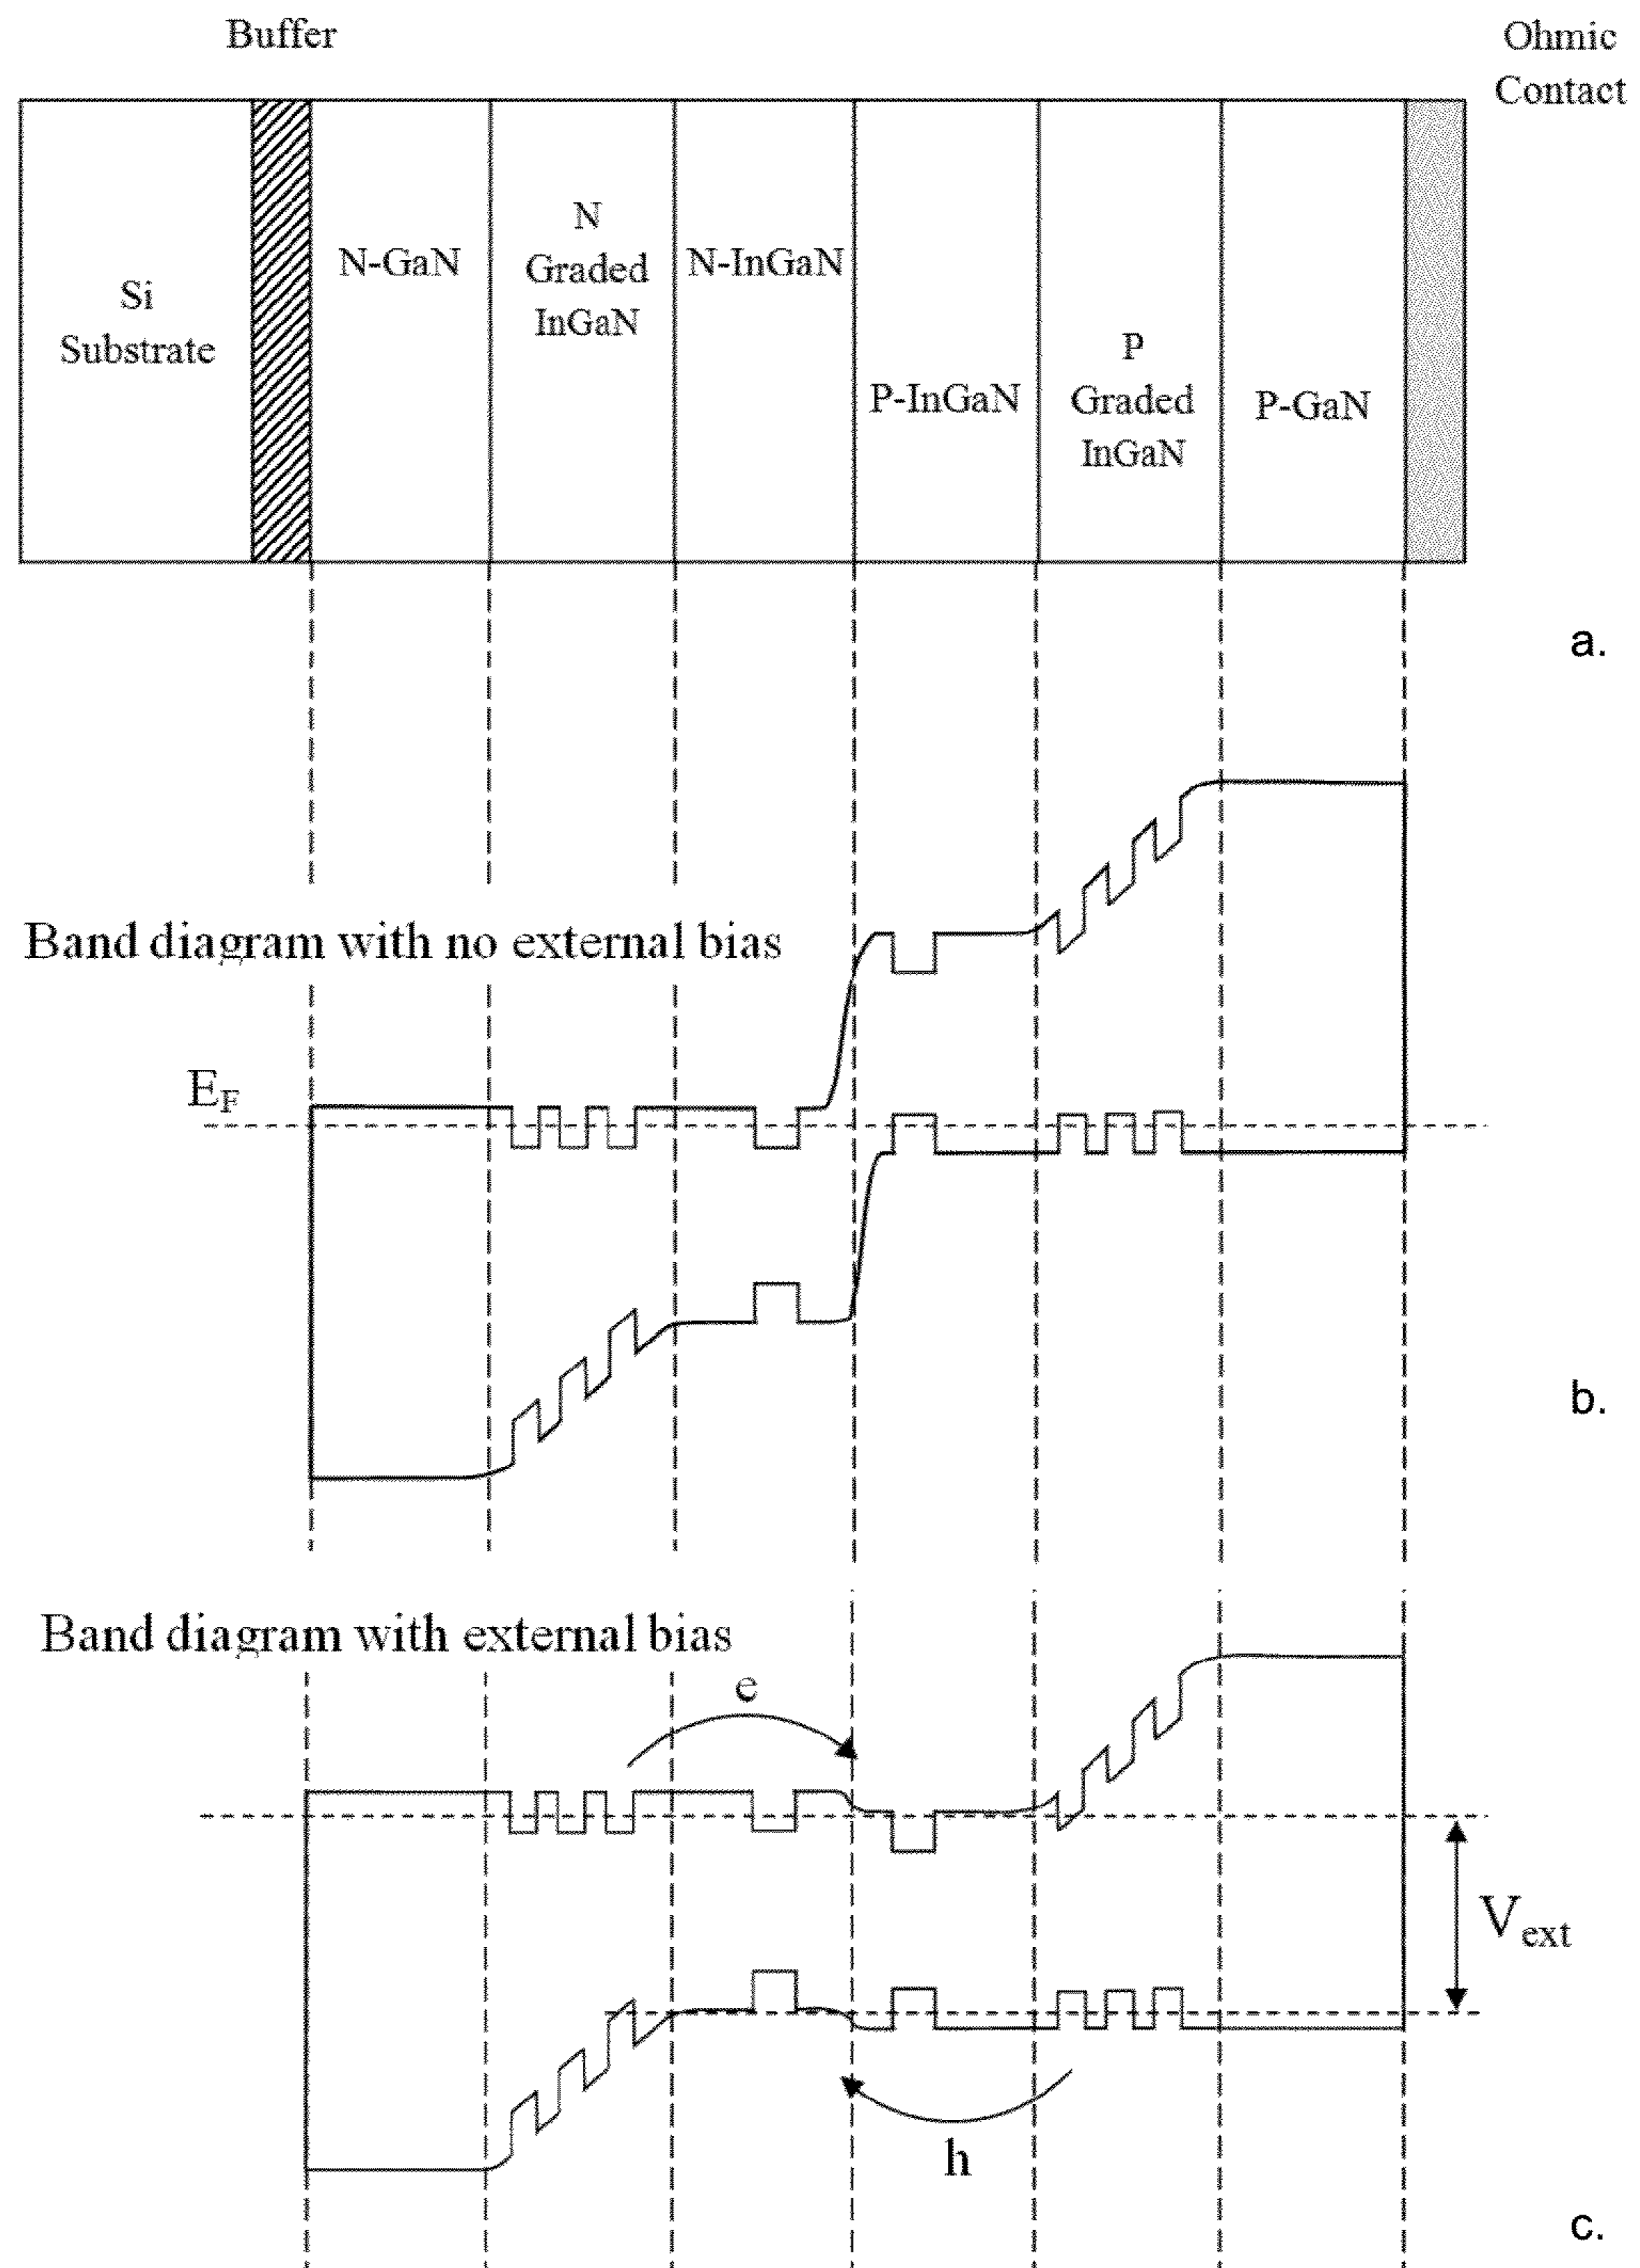 Buffer
Ohmic
Contact
Si
Substrate
N-GaN
N
Graded
InGaN
N-InGaN
P-InGaN
P
Graded
InGaN
P-GaN
a.
Band diagram with no external bias
EF
b.
Band diagram with external bias
e
Vext
h
c.